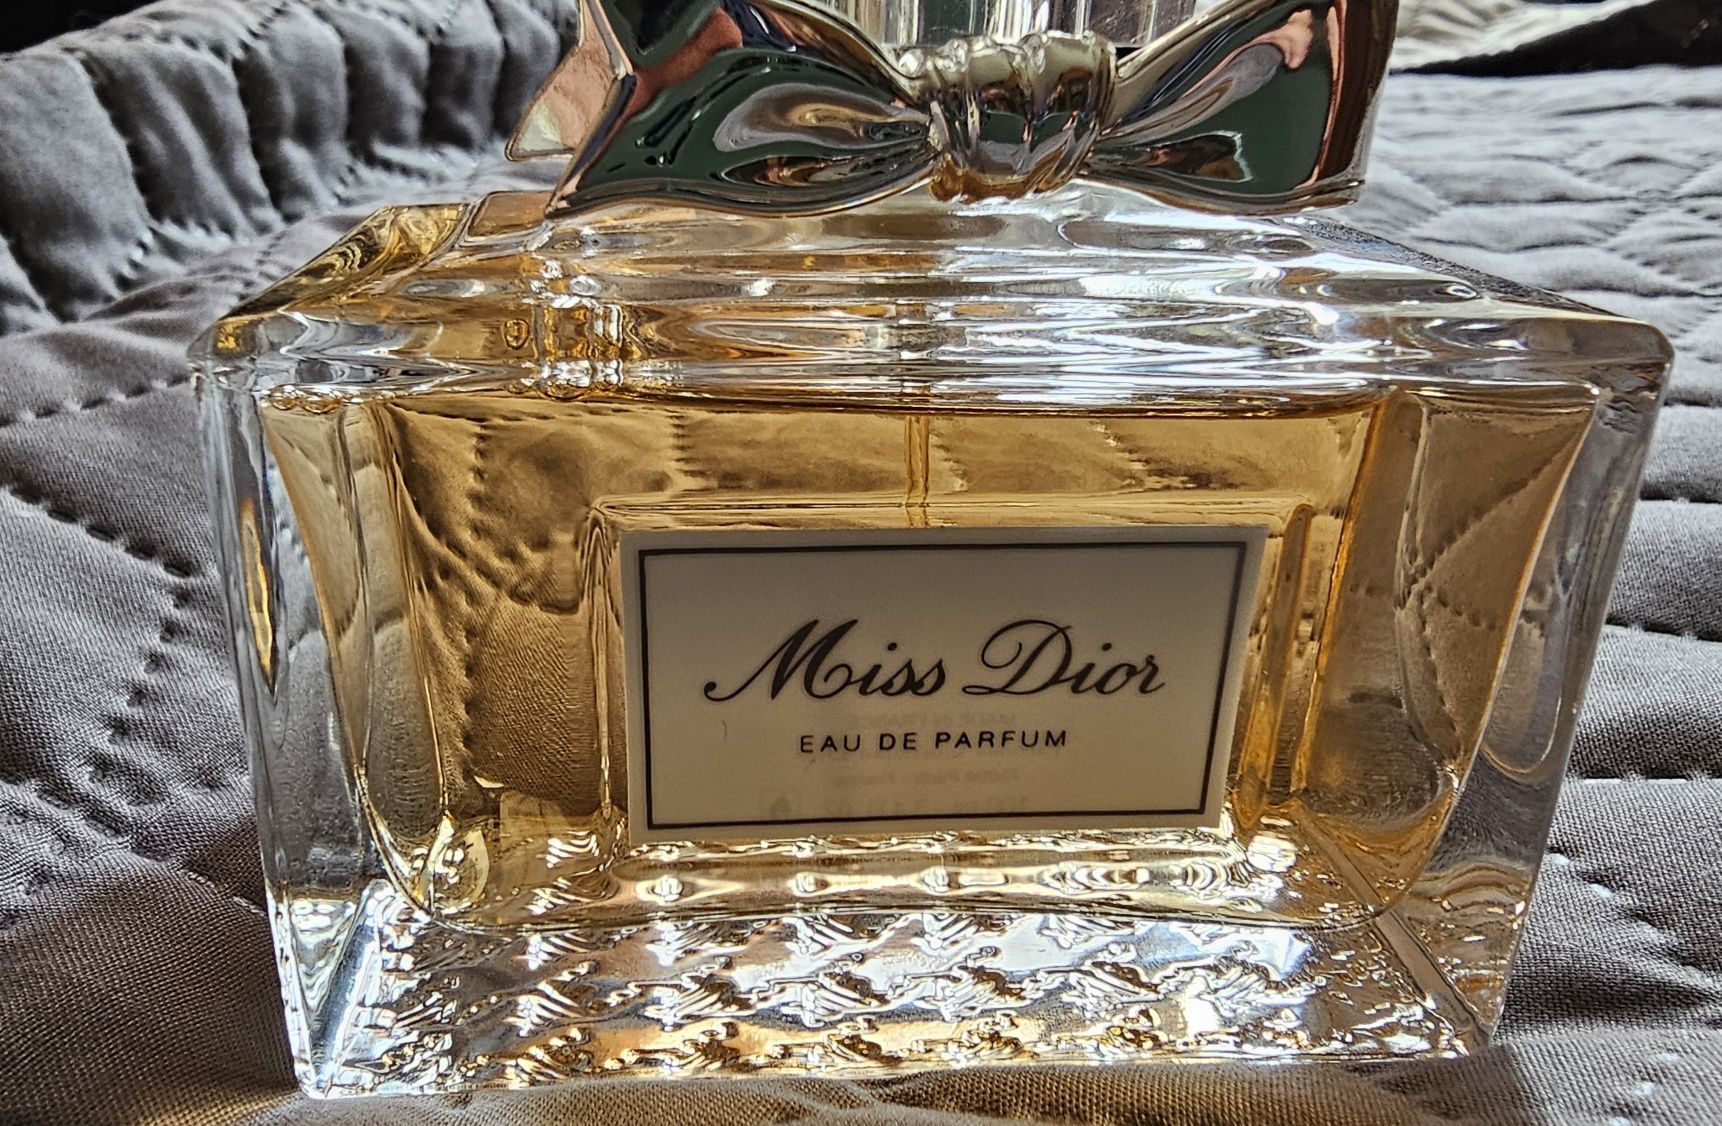 Miss Dior
EAU DE PARFUM